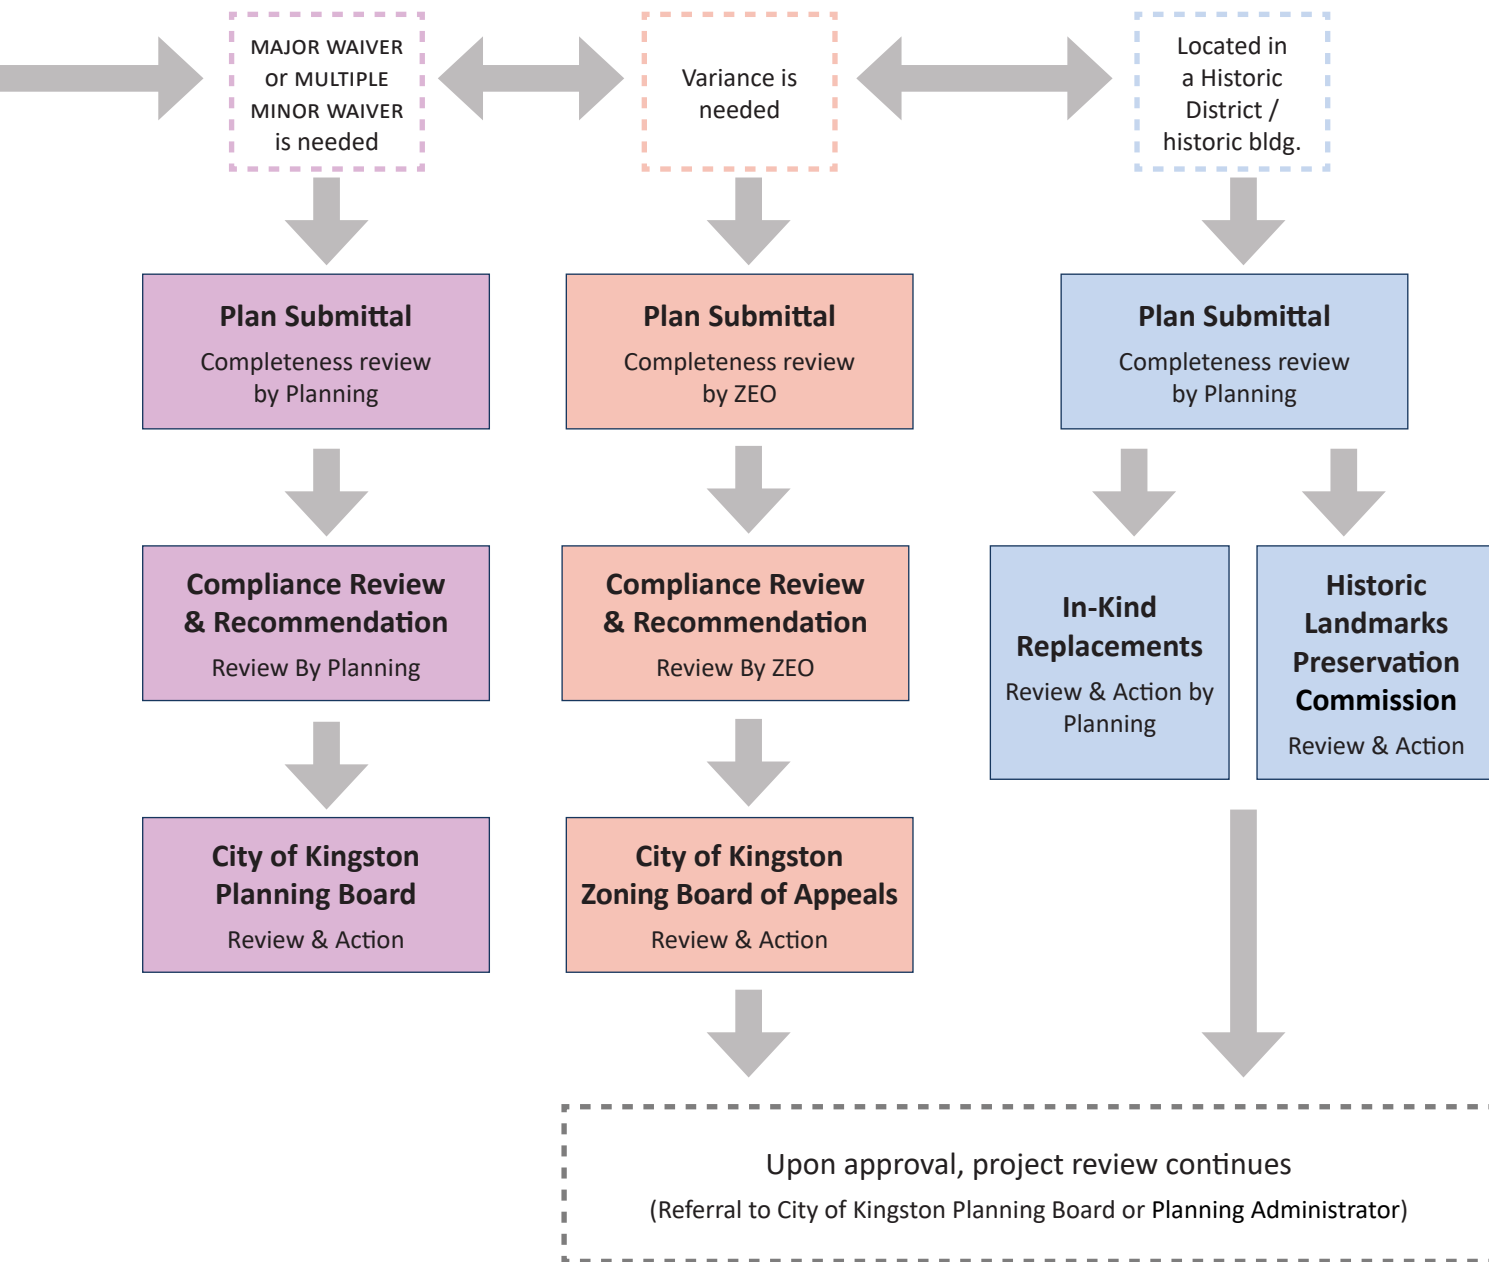 MAJOR WAIVER
or MULTIPLE
MINOR WAIVER
is needed
Variance is
needed
Located in
a Historic
District /
historic bldg.
Plan Submittal
Completeness review
by Planning
Plan Submittal
Completeness review
by ZEO
Plan Submittal
Completeness review
by Planning
Compliance Review
& Recommendation
Review By Planning
Compliance Review
& Recommendation
Review By ZEO
In-Kind
Replacements
Review & Action by
Planning
Historic
Landmarks
Preservation
Commission
Review & Action
City of Kingston
Planning Board
Review & Action
City of Kingston
Zoning Board of Appeals
Review & Action
Upon approval, project review continues
(Referral to City of Kingston Planning Board or Planning Administrator)